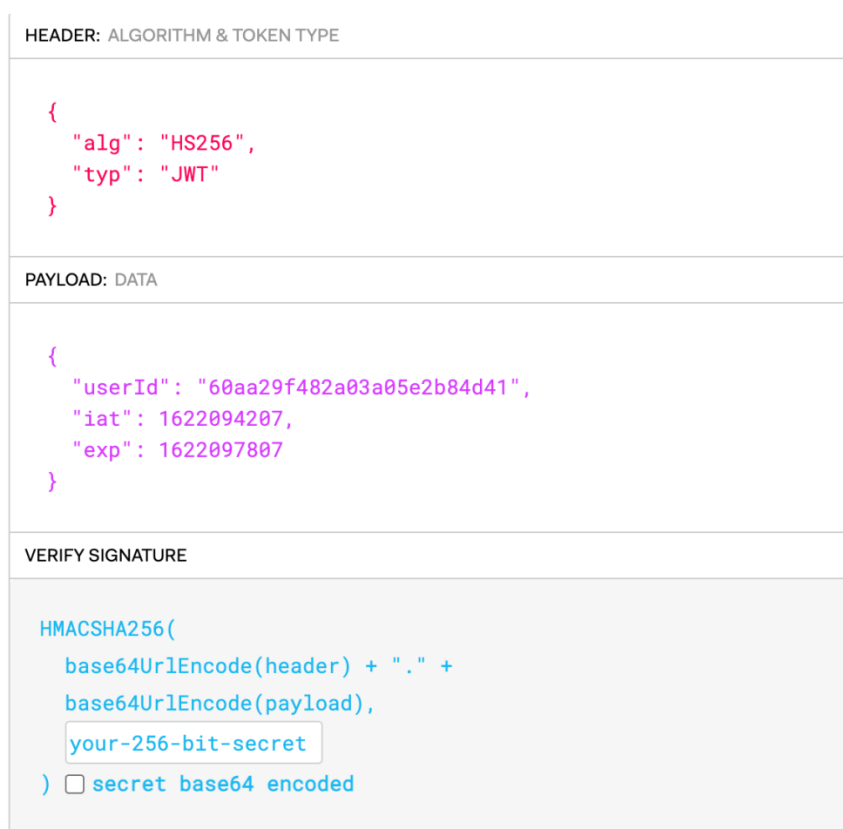 HEADER: ALGORITHM & TOKEN TYPE
{
"alg": "HS256",
"typ": "JWT"
}
PAYLOAD: DATA
{
"userId": "60aa29f482a03a05e2b84d41",
"iat": 1622094207,
"exp": 1622097807
}
VERIFY SIGNATURE
HMACSHA256(
base64UrlEncode(header) + "." +
base64UrlEncode(payload),
your-256-bit-secret
) secret base64 encoded